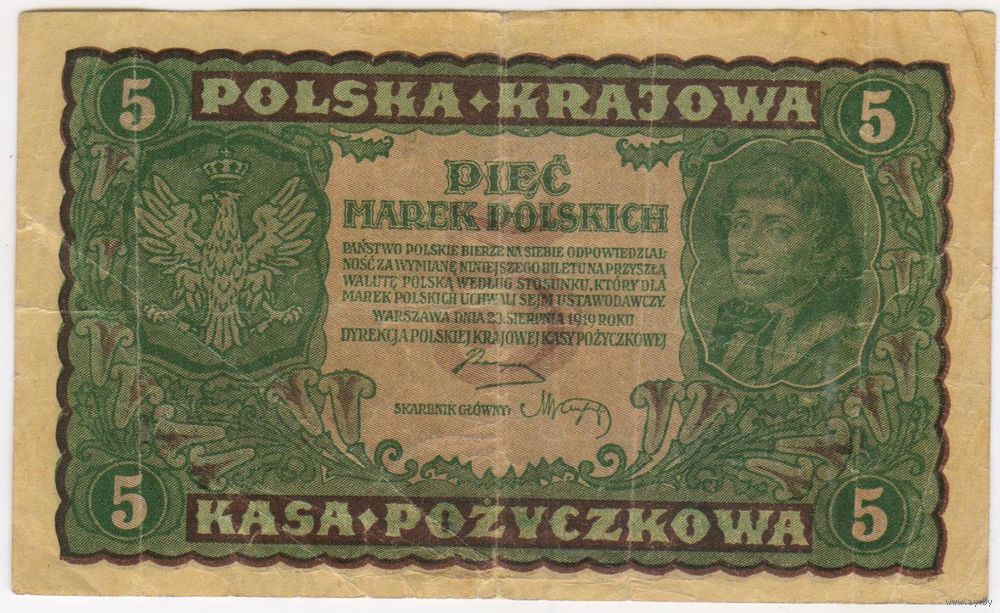 5 POLSKA ◆ KRAJOWA 5
PIĘĆ
MAREK POLSKICH
PAŃSTWO POLSKIE BIERZE NA SIEBIE ODPOWIEDZIAL-
NOŚĆ ZA WYMIANĘ NINIEJSZEGO BILETU NA PRZYSZŁĄ
WALUTĘ POLSKĄ WEDŁUG STOSUNKU, KTÓRY DLA
MAREK POLSKICH UCHWALI SEJM USTAWODAWCZY.
WARSZAWA DNIA 23 SIERPNIA 1919 ROKU
DYREKCJA POLSKIEJ KRAJOWEJ KASY POŻYCZKOWEJ
SKARBNIK GŁÓWNY:
5 KASA ◆ POŻYCZKOWA 5